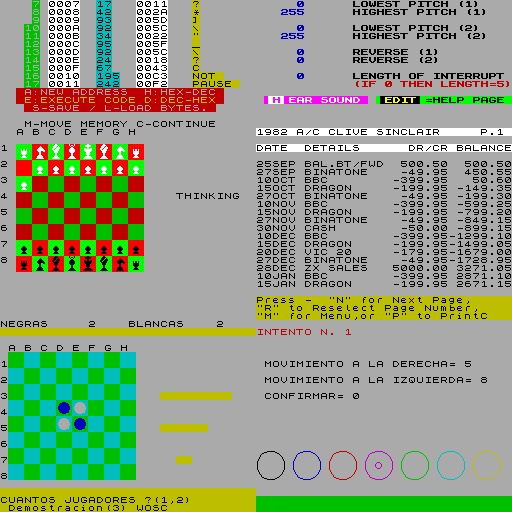 7 0007 17 0011 ?
8 0008 42 002A *
9 0009 93 005D ]
10 000A 92 005C \
11 000B 34 0022 "
12 000C 95 005F _
13 000D 92 005C \
14 000E 63 003F ?
15 000F 67 0043 C
16 0010 195 00C3 NOT
17 0011 242 00F2 PAUSE
A:NEW ADDRESS H:HEX-DEC
E:EXECUTE CODE D:DEC-HEX
S-SAVE / L-LOAD BYTES.
M-MOVE MEMORY C-CONTINUE
0 LOWEST PITCH (1)
255 HIGHEST PITCH (1)
0 LOWEST PITCH (2)
255 HIGHEST PITCH (2)
0 REVERSE (1)
0 REVERSE (2)
0 LENGTH OF INTERRUPT
(IF 0 THEN LENGTH=5)
H EAR SOUND EDIT =HELP PAGE
A B C D E F G H
1
2
3
4
5
6
7
8
THINKING
NEGRAS 2 BLANCAS 2
1982 A/C CLIVE SINCLAIR P.1
DATE DETAILS DR/CR BALANCE
25SEP BAL.BT/FWD 500.50 500.50
27SEP BINATONE -49.95 450.55
10OCT BBC -399.95 50.60
15OCT DRAGON -199.95 -149.35
27OCT BINATONE -49.95 -199.30
10NOV BBC -399.95 -599.25
15NOV DRAGON -199.95 -799.20
27NOV BINATONE -49.95 -849.15
30NOV CASH -50.00 -899.15
10DEC BBC -399.95 -1299.10
15DEC DRAGON -199.95 -1499.05
20DEC VIC 20 -179.95 -1679.00
27DEC BINATONE -49.95 -1728.95
28DEC ZX SALES 5000.00 3271.05
10JAN BBC -399.95 2871.10
15JAN DRAGON -199.95 2671.15
Press - "N" for Next Page,
"R" to Reselect Page Number,
"M" for Menu,or "P" to PrintC
A B C D E F G H
1
2
3
4
5
6
7
8
CUANTOS JUGADORES ?(1,2)
Demostracion(3) WOSC
INTENTO N. 1
MOVIMIENTO A LA DERECHA= 5
MOVIMIENTO A LA IZQUIERDA= 8
CONFIRMAR= 0